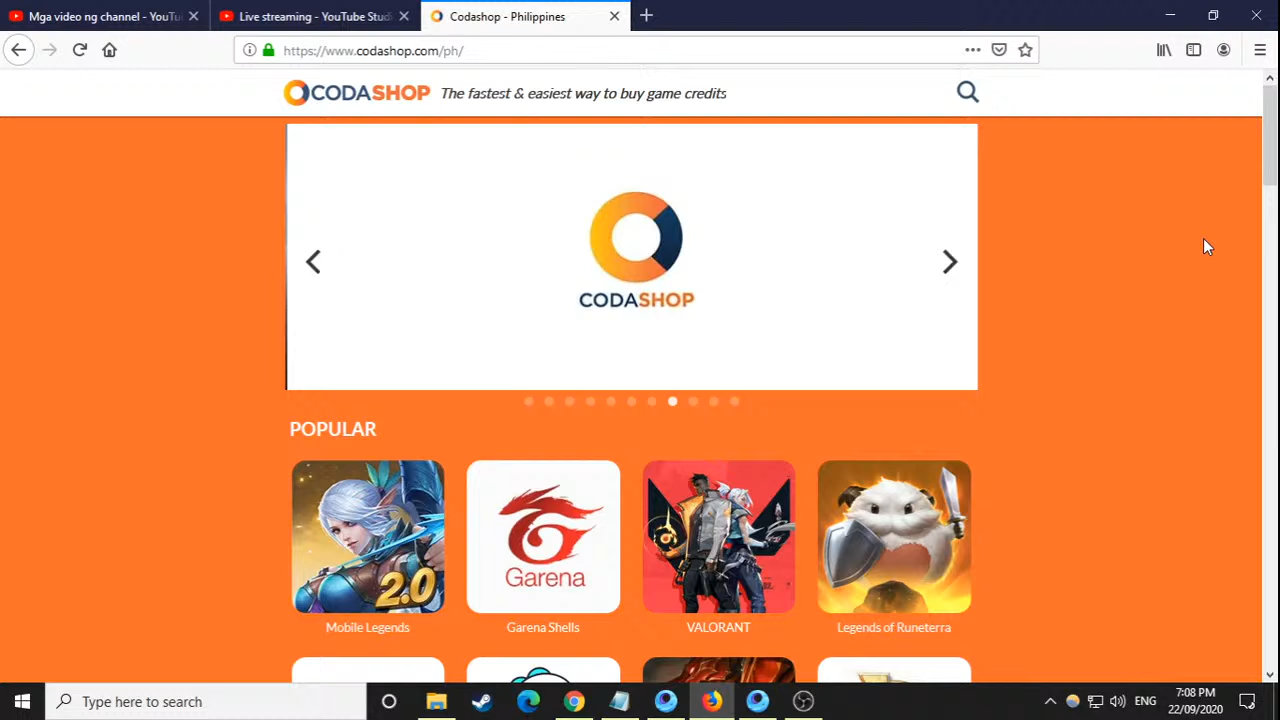 Mga video ng channel - YouTu
Live streaming - YouTube Stud
Codashop - Philippines
https://www.codashop.com/ph/
CODASHOP
The fastest & easiest way to buy game credits
CODASHOP
POPULAR
2.0
Garena
Mobile Legends
Garena Shells
VALORANT
Legends of Runeterra
Type here to search
ENG
7:08 PM
22/09/2020